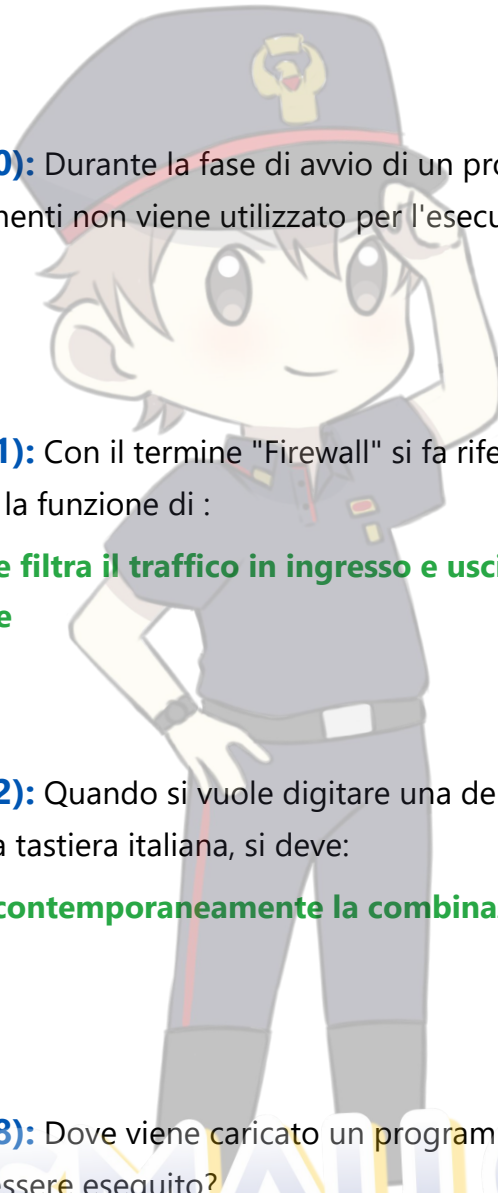 0): Durante la fase di avvio di un pro
nenti non viene utilizzato per l'esecu
1): Con il termine "Firewall" si fa rife
la funzione di :
e filtra il traffico in ingresso e usci
e
2): Quando si vuole digitare una de
a tastiera italiana, si deve:
contemporaneamente la combina
8): Dove viene caricato un program
essere eseguito?